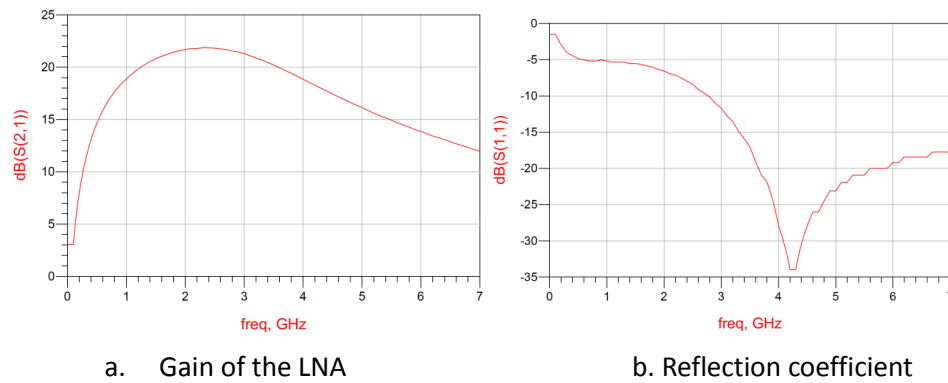 25
20
15
10
5
0
dB(S(2,1))
0 1 2 3 4 5 6 7
freq, GHz
0
-5
-10
-15
-20
-25
-30
-35
dB(S(1,1))
0 1 2 3 4 5 6 7
freq, GHz
a. Gain of the LNA
b. Reflection coefficient